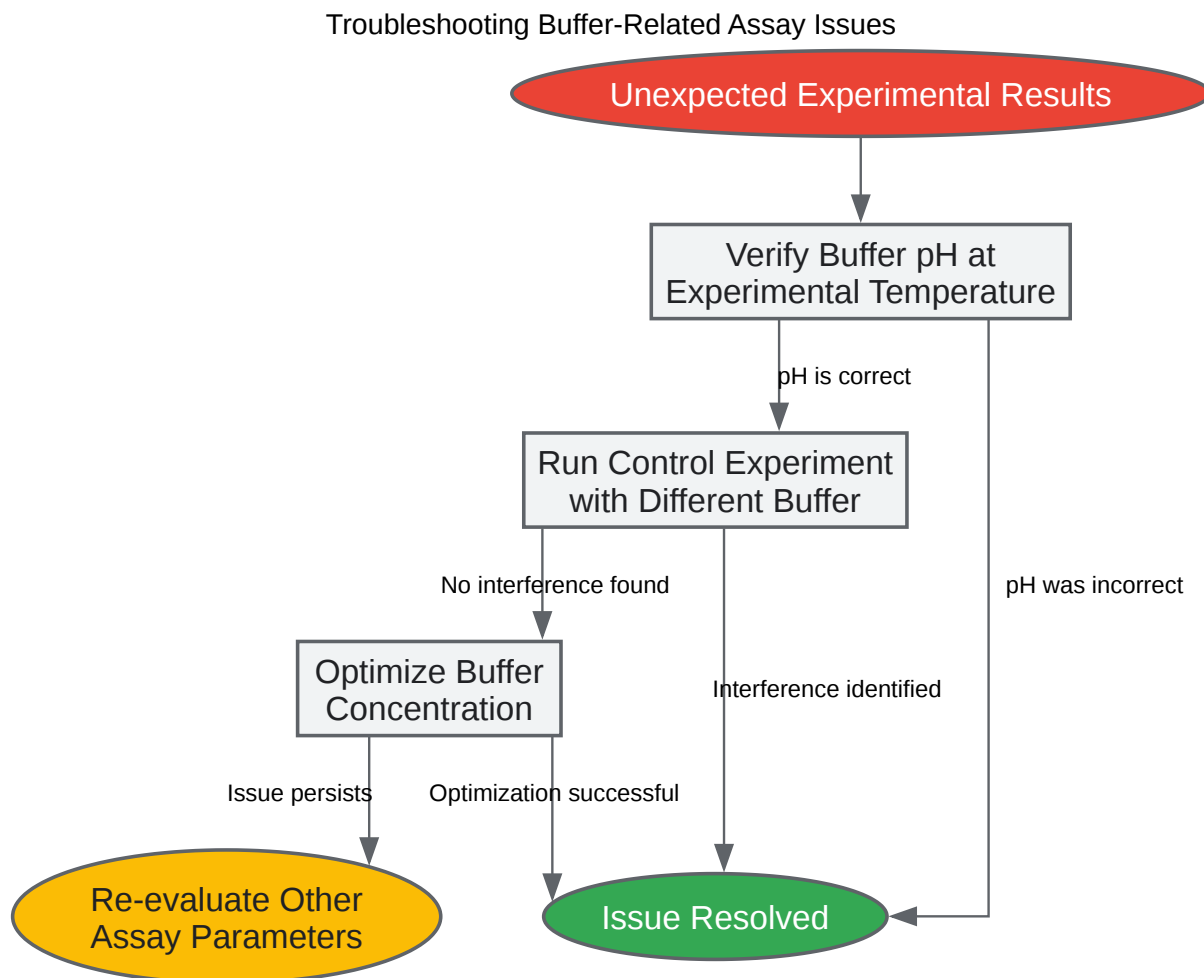 Troubleshooting Buffer-Related Assay Issues
Unexpected Experimental Results
Verify Buffer pH at
Experimental Temperature
pH is correct
Run Control Experiment
with Different Buffer
No interference found
pH was incorrect
Optimize Buffer
Concentration
Interference identified
Issue persists
Optimization successful
Re-evaluate Other
Assay Parameters
Issue Resolved